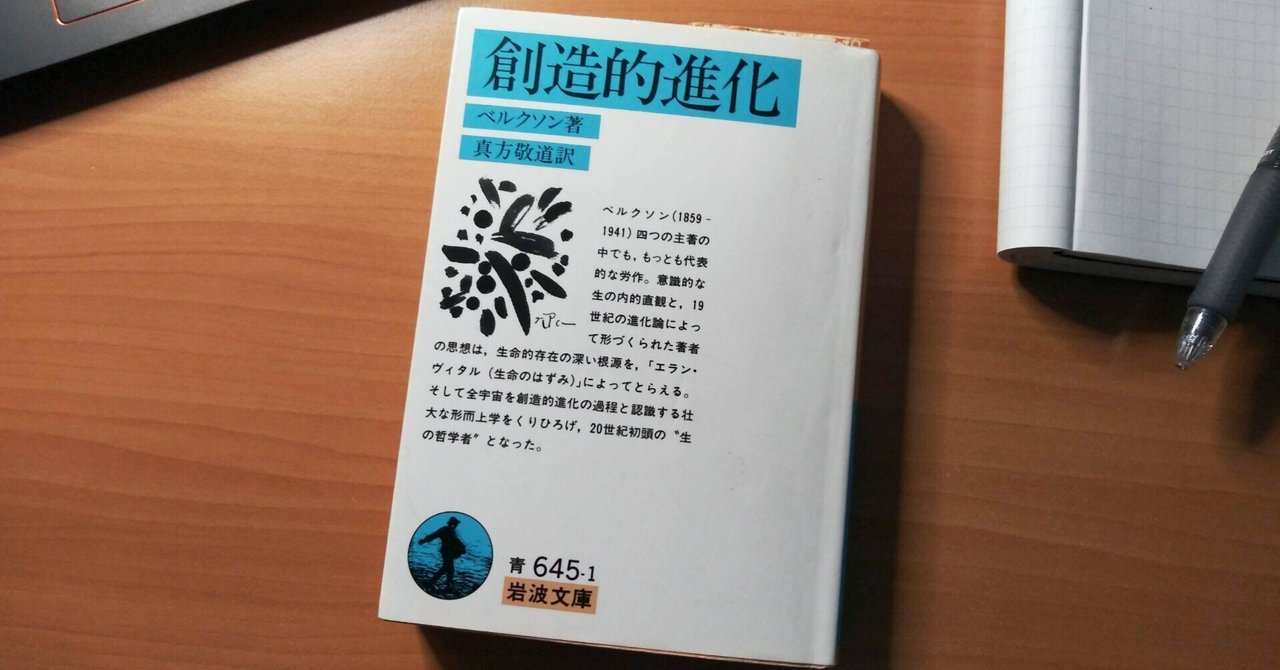 創造的進化
ベルクソン著
真方敬道訳
ベルクソン(1859-
1941)四つの主著の
中でも,もっとも代表
的な労作。意識的な
生の内的直観と,19
世紀の進化論によっ
て形づくられた著者
の思想は,生命的存在の深い根源を,「エラン・
ヴィタル(生命のはずみ)」によってとらえる。
そして全宇宙を創造的進化の過程と認識する壮
大な形而上学をくりひろげ,20世紀初頭の〝生
の哲学者〟となった。
青 645-1
岩波文庫